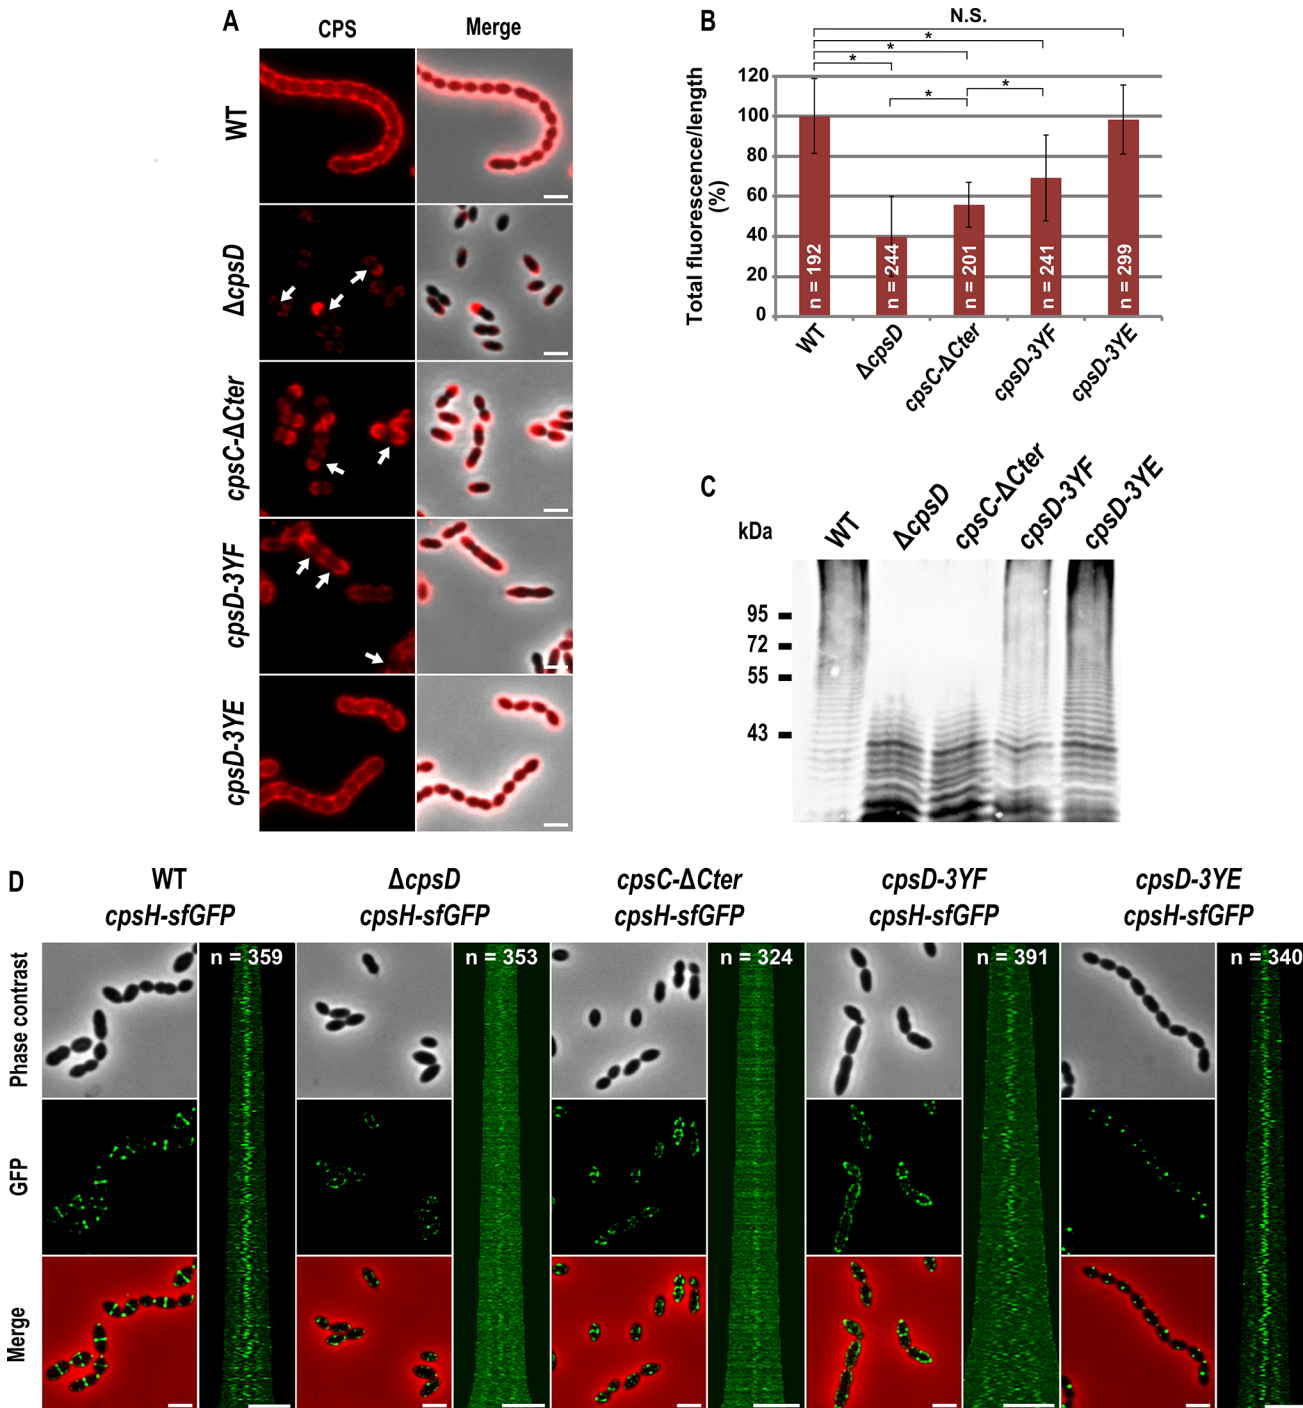 A
CPS
Merge
WT
ΔcpsD
cpsC-ΔCter
cpsD-3YF
cpsD-3YE
B
N.S.
*
*
*
*
*
Total fluorescence/length
(%)
120
100
80
60
40
20
0
n = 192
n = 244
n = 201
n = 241
n = 299
WT
ΔcpsD
cpsC-ΔCter
cpsD-3YF
cpsD-3YE
C
kDa
WT
ΔcpsD
cpsC-ΔCter
cpsD-3YF
cpsD-3YE
95
72
55
43
D
WT
cpsH-sfGFP
ΔcpsD
cpsH-sfGFP
cpsC-ΔCter
cpsH-sfGFP
cpsD-3YF
cpsH-sfGFP
cpsD-3YE
cpsH-sfGFP
Phase contrast
GFP
Merge
n = 359
n = 353
n = 324
n = 391
n = 340